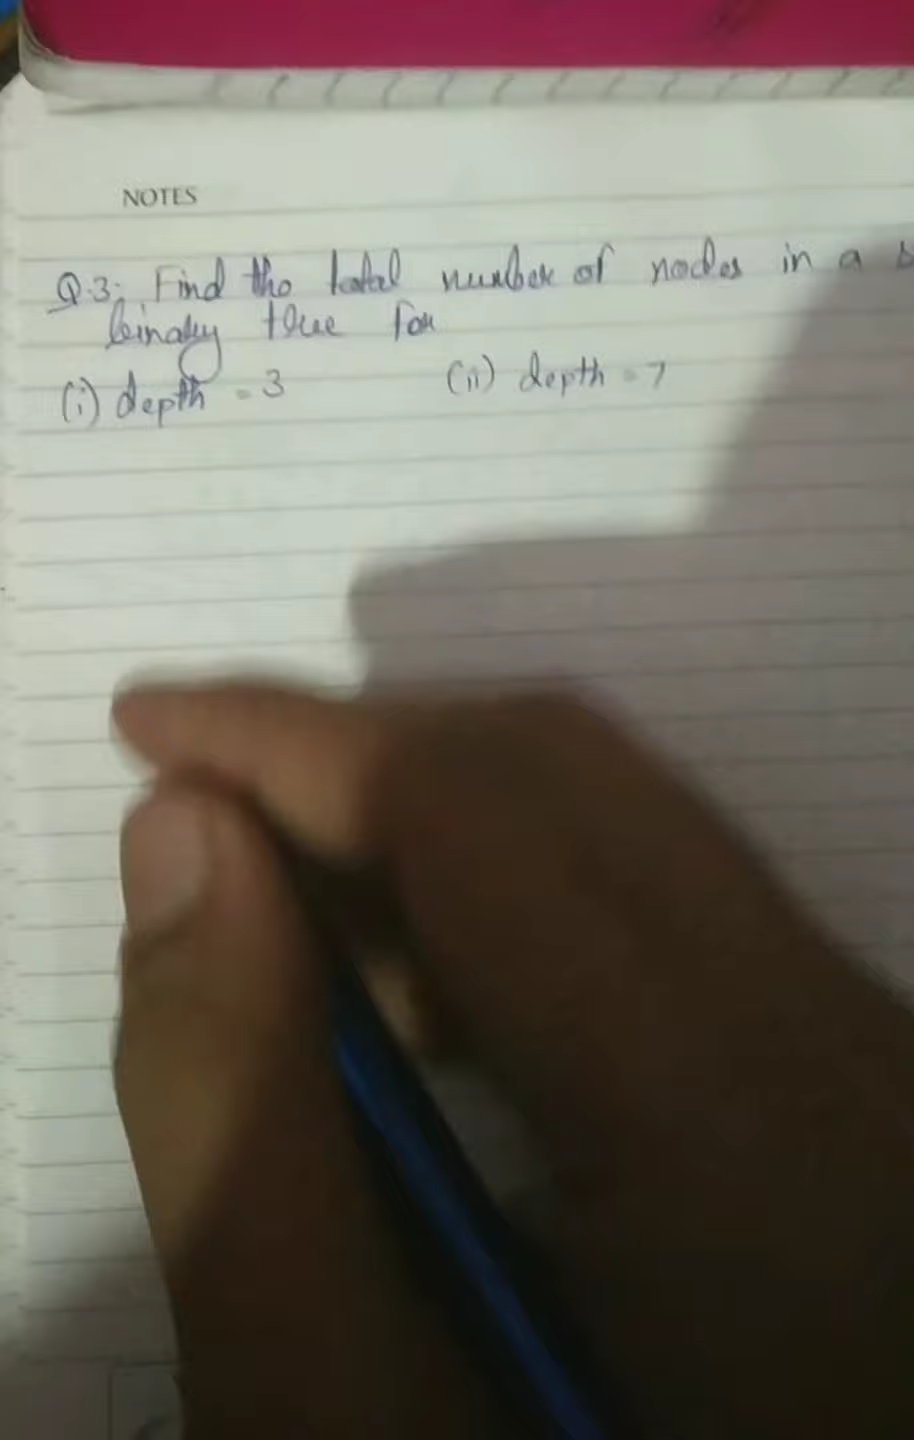 NOTES
Q.3: Find the total number of nodes in a
binary tree for
(i) depth = 3 (ii) depth = 7